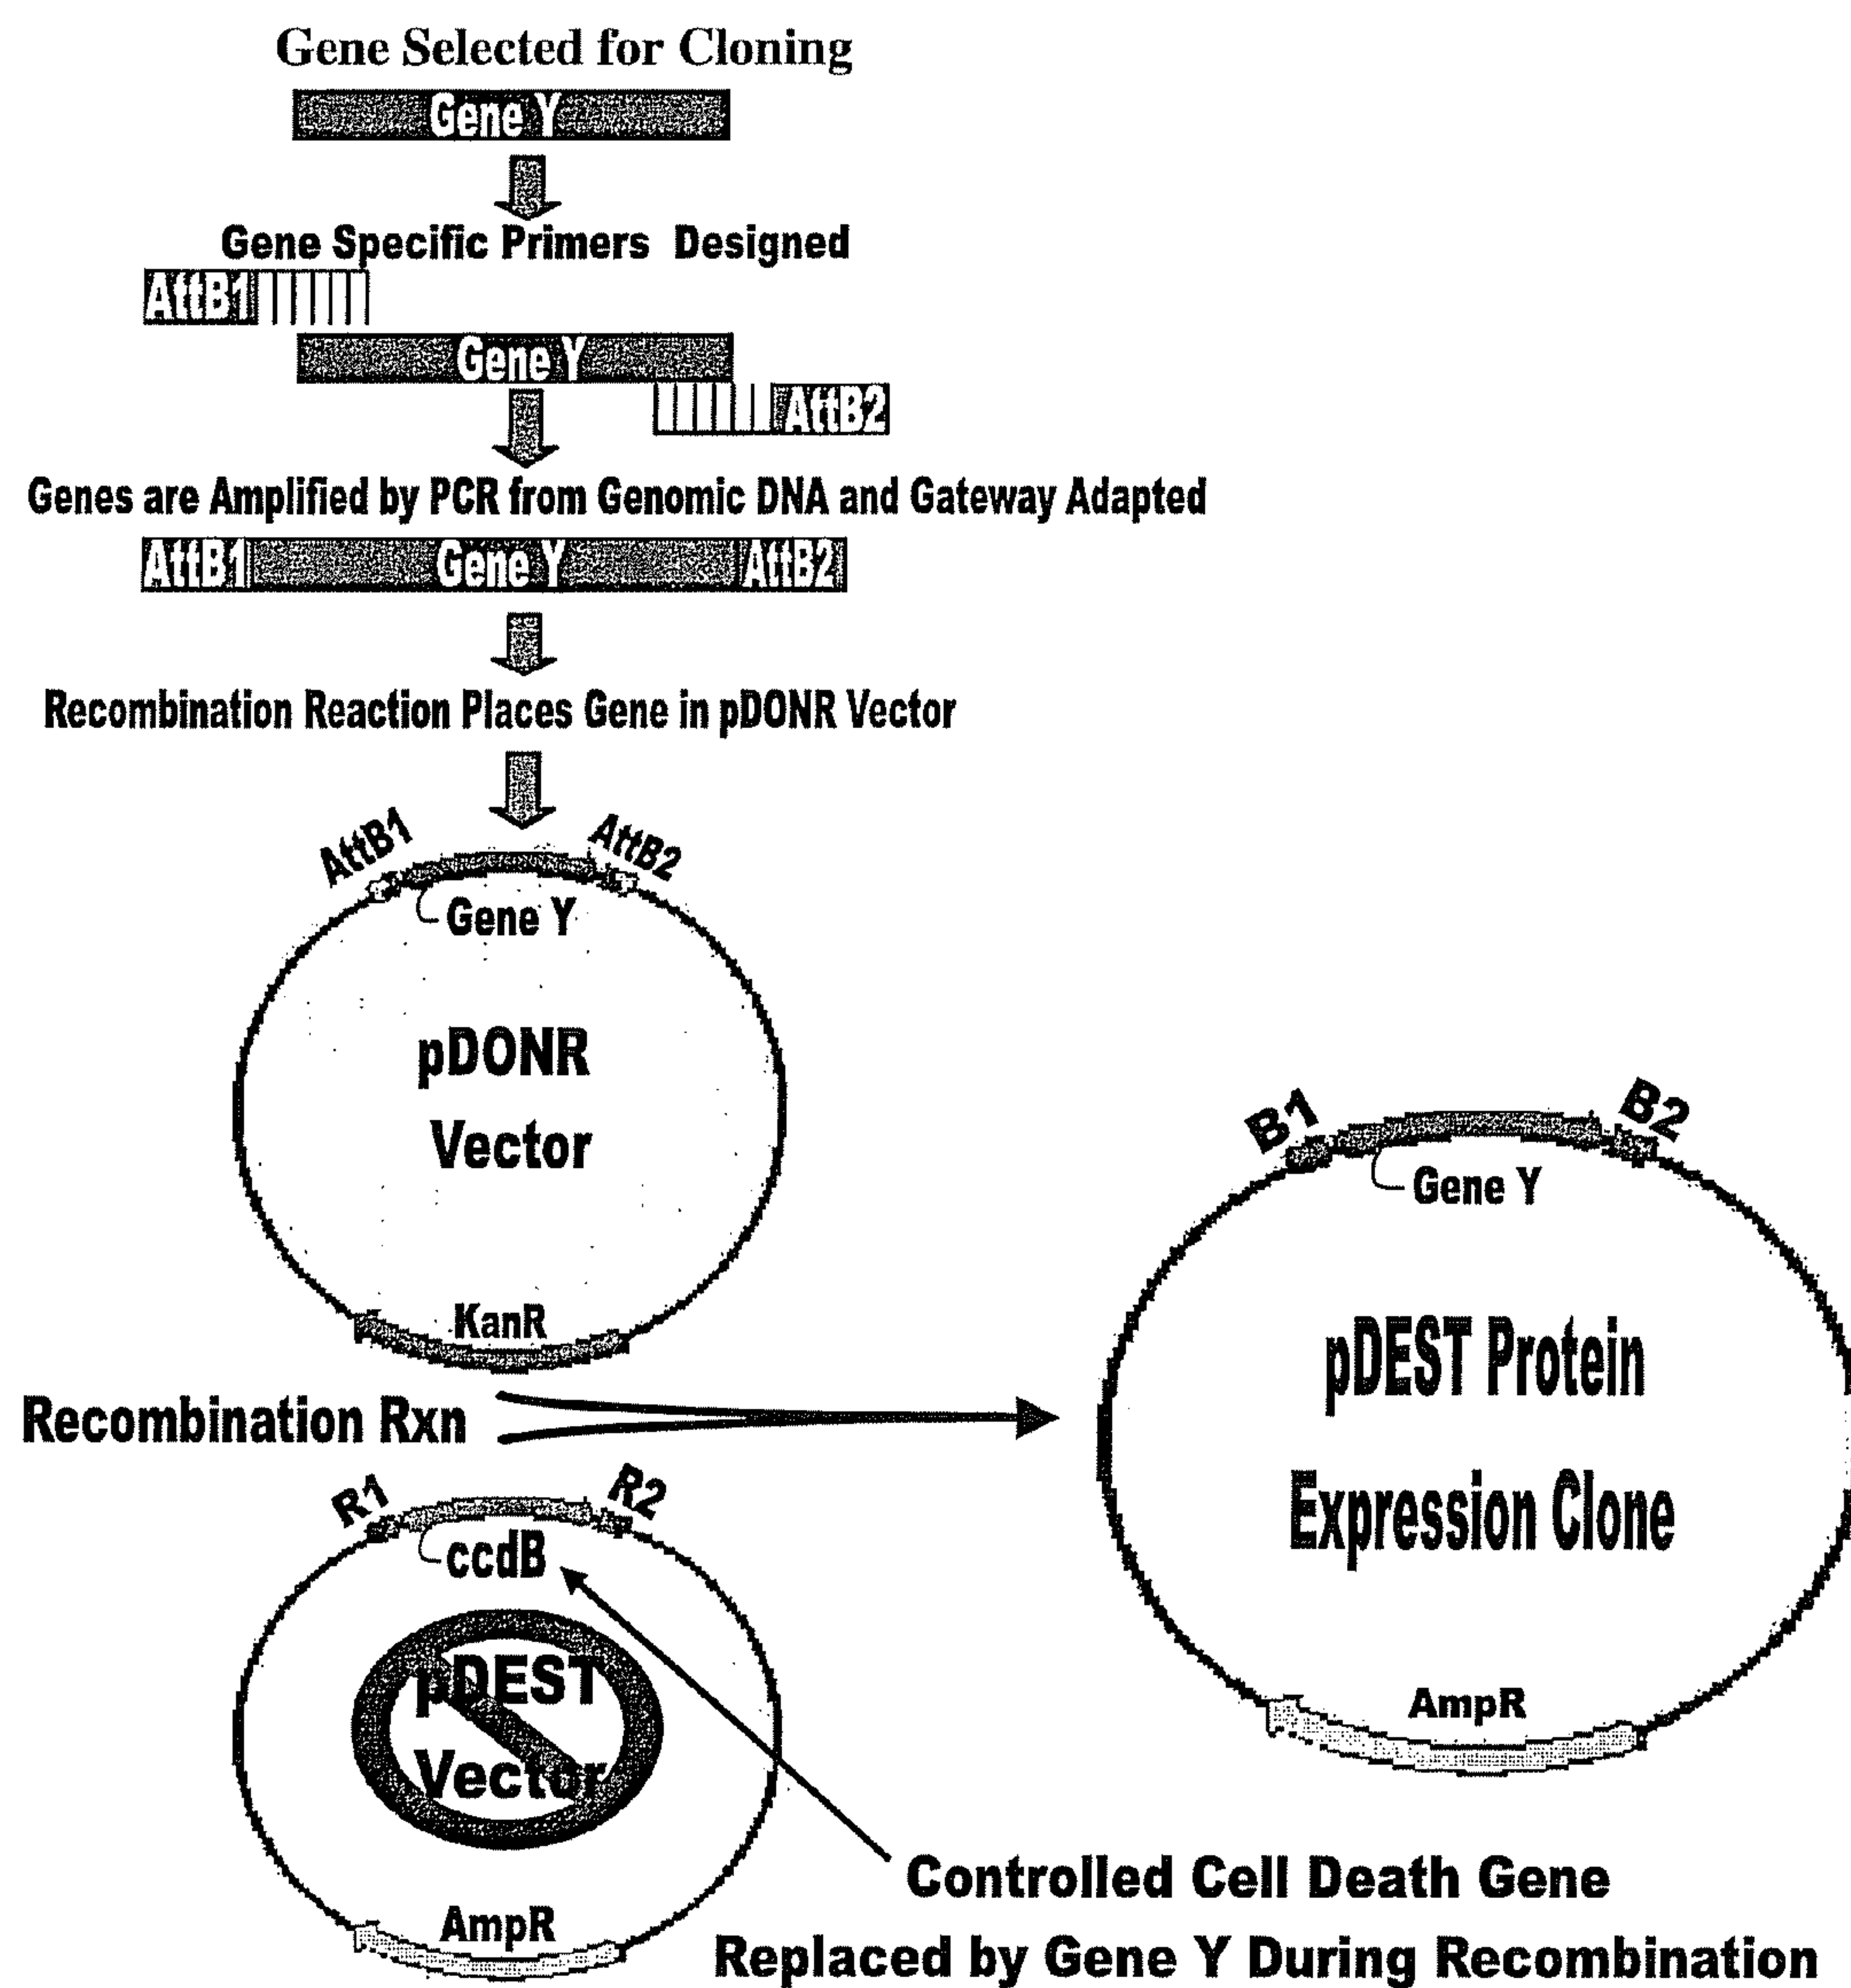 Gene Selected for Cloning
Gene Y
Gene Specific Primers Designed
AttB1
Gene Y
AttB2
Genes are Amplified by PCR from Genomic DNA and Gateway Adapted
AttB1 Gene Y AttB2
Recombination Reaction Places Gene in pDONR Vector
AttB1 AttB2
Gene Y
pDONR
Vector
KanR
Recombination Rxn
R1 R2
ccdB
pDEST
Vector
AmpR
B1 B2
Gene Y
pDEST Protein
Expression Clone
AmpR
Controlled Cell Death Gene
Replaced by Gene Y During Recombination